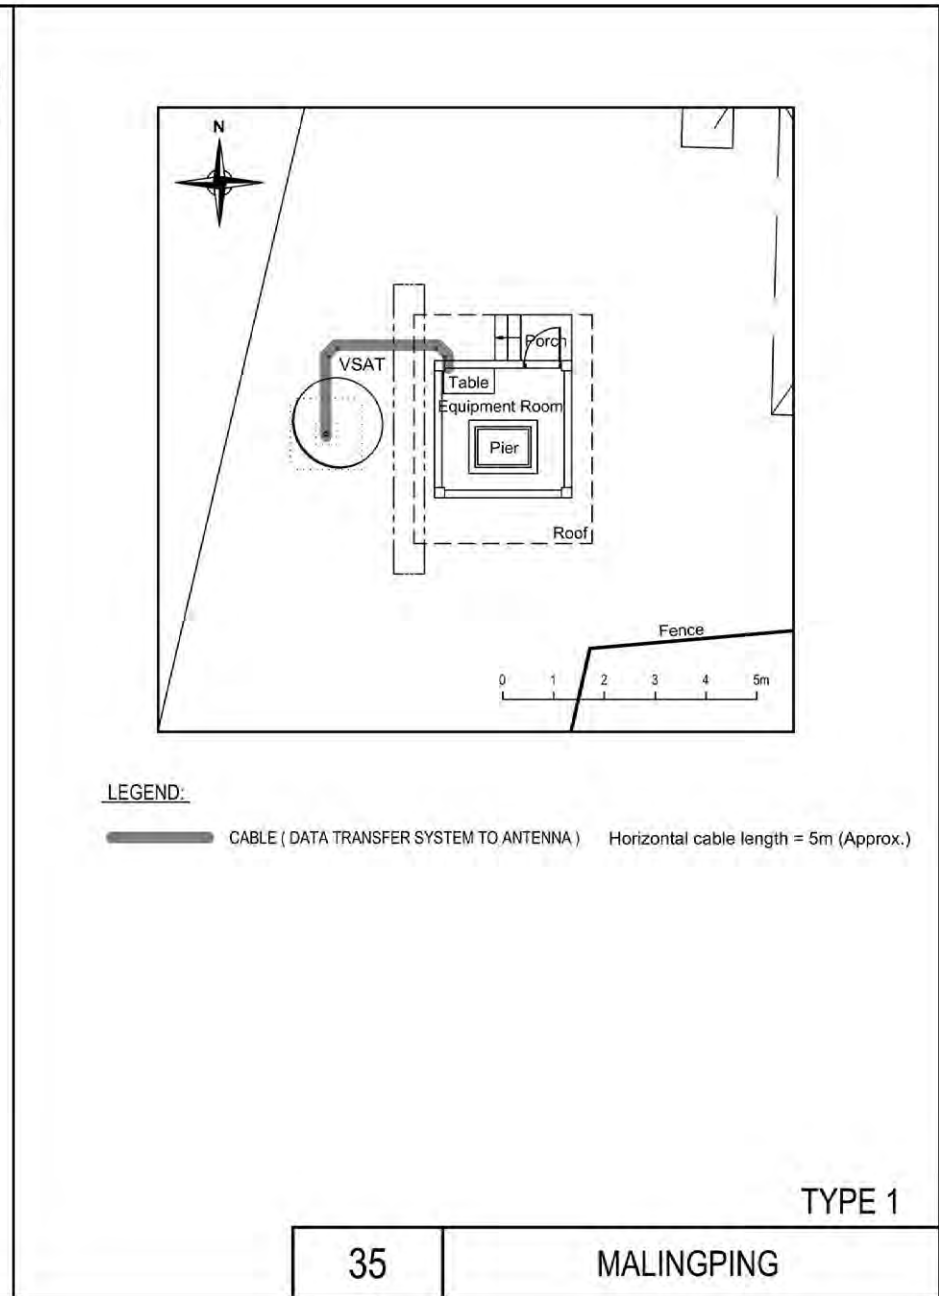 N
Porch
VSAT
Table
Equipment Room
Pier
Roof
Fence
0 1 2 3 4 5m
LEGEND:
CABLE ( DATA TRANSFER SYSTEM TO ANTENNA ) Horizontal cable length = 5m (Approx.)
TYPE 1
35 MALINGPING